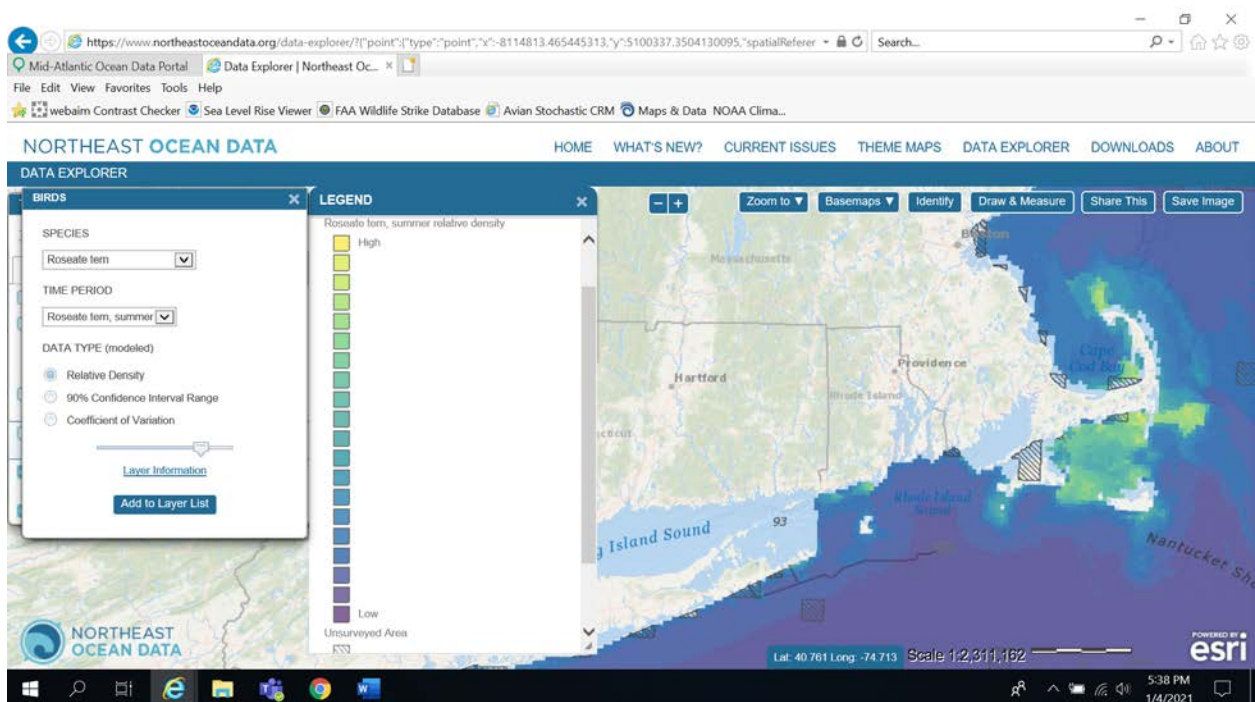 https://www.northeastoceandata.org/data-explorer/?{"point":{"type":"point","x":-8114813.465445313,"y":5100337.3504130095,"spatialReferer
Search...
Mid-Atlantic Ocean Data Portal
Data Explorer | Northeast Oc...
File Edit View Favorites Tools Help
webaim Contrast Checker Sea Level Rise Viewer FAA Wildlife Strike Database Avian Stochastic CRM Maps & Data NOAA Clima...
NORTHEAST OCEAN DATA
HOME WHAT'S NEW? CURRENT ISSUES THEME MAPS DATA EXPLORER DOWNLOADS ABOUT
DATA EXPLORER
BIRDS
SPECIES
Roseate tern
TIME PERIOD
Roseate tern, summer
DATA TYPE (modeled)
Relative Density
90% Confidence Interval Range
Coefficient of Variation
Layer Information
Add to Layer List
LEGEND
Roseate tern, summer relative density
High
Low
Unsurveyed Area
Zoom to ▼ Basemaps ▼ Identify Draw & Measure Share This Save Image
Boston
Massachusetts
Cape
Cod Bay
Providence
Hartford
Rhode Island
ecticut
Rhode Island
Sound
g Island Sound
93
Nantucket Sho
NORTHEAST
OCEAN DATA
Lat: 40.761 Long: -74.713 Scale 1:2,311,162
POWERED BY
esri
5:38 PM
1/4/2021